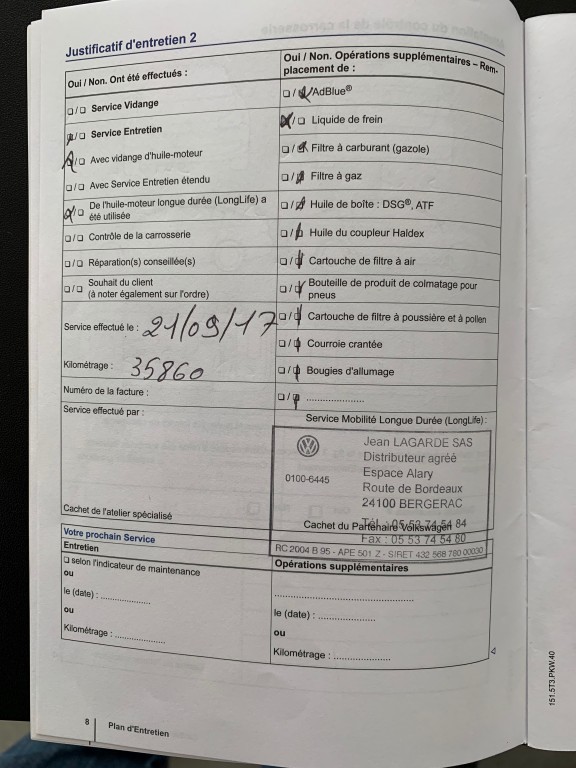 Justificatif d'entretien 2
Oui / Non. Ont été effectués :
❑ / ❑ Service Vidange
❑ / ❑ Service Entretien
❑ / ❑ Avec vidange d'huile-moteur
❑ / ❑ Avec Service Entretien étendu
❑ / ❑ De l'huile-moteur longue durée (LongLife) a
été utilisée
❑ / ❑ Contrôle de la carrosserie
❑ / ❑ Réparation(s) conseillée(s)
❑ / ❑ Souhait du client
(à noter également sur l'ordre)
Service effectué le : 21/09/17
Kilométrage : 35860
Numéro de la facture :
Service effectué par :
Cachet de l'atelier spécialisé
Oui / Non. Opérations supplémentaires – Rem-
placement de :
❑ / ❑ AdBlue®
❑ / ❑ Liquide de frein
❑ / ❑ Filtre à carburant (gazole)
❑ / ❑ Filtre à gaz
❑ / ❑ Huile de boîte : DSG®, ATF
❑ / ❑ Huile du coupleur Haldex
❑ / ❑ Cartouche de filtre à air
❑ / ❑ Bouteille de produit de colmatage pour
pneus
❑ / ❑ Cartouche de filtre à poussière et à pollen
❑ / ❑ Courroie crantée
❑ / ❑ Bougies d'allumage
❑ / ❑ .....................
Service Mobilité Longue Durée (LongLife) :
0100-6445
Jean LAGARDE SAS
Distributeur agréé
Espace Alary
Route de Bordeaux
24100 BERGERAC
Tél. : 05 53 74 54 84
Cachet du Partenaire Volkswagen
Fax : 05 53 74 54 80
RC 2004 B 95 - APE 501 Z - SIRET 432 568 780 00030
Votre prochain Service
Entretien
❑ selon l'indicateur de maintenance
ou
le (date) : ..................
ou
Kilométrage : ..................
Opérations supplémentaires
..................................................
le (date) : .....................
ou
Kilométrage : .....................
8
Plan d'Entretien
151.5T3.PKW.40